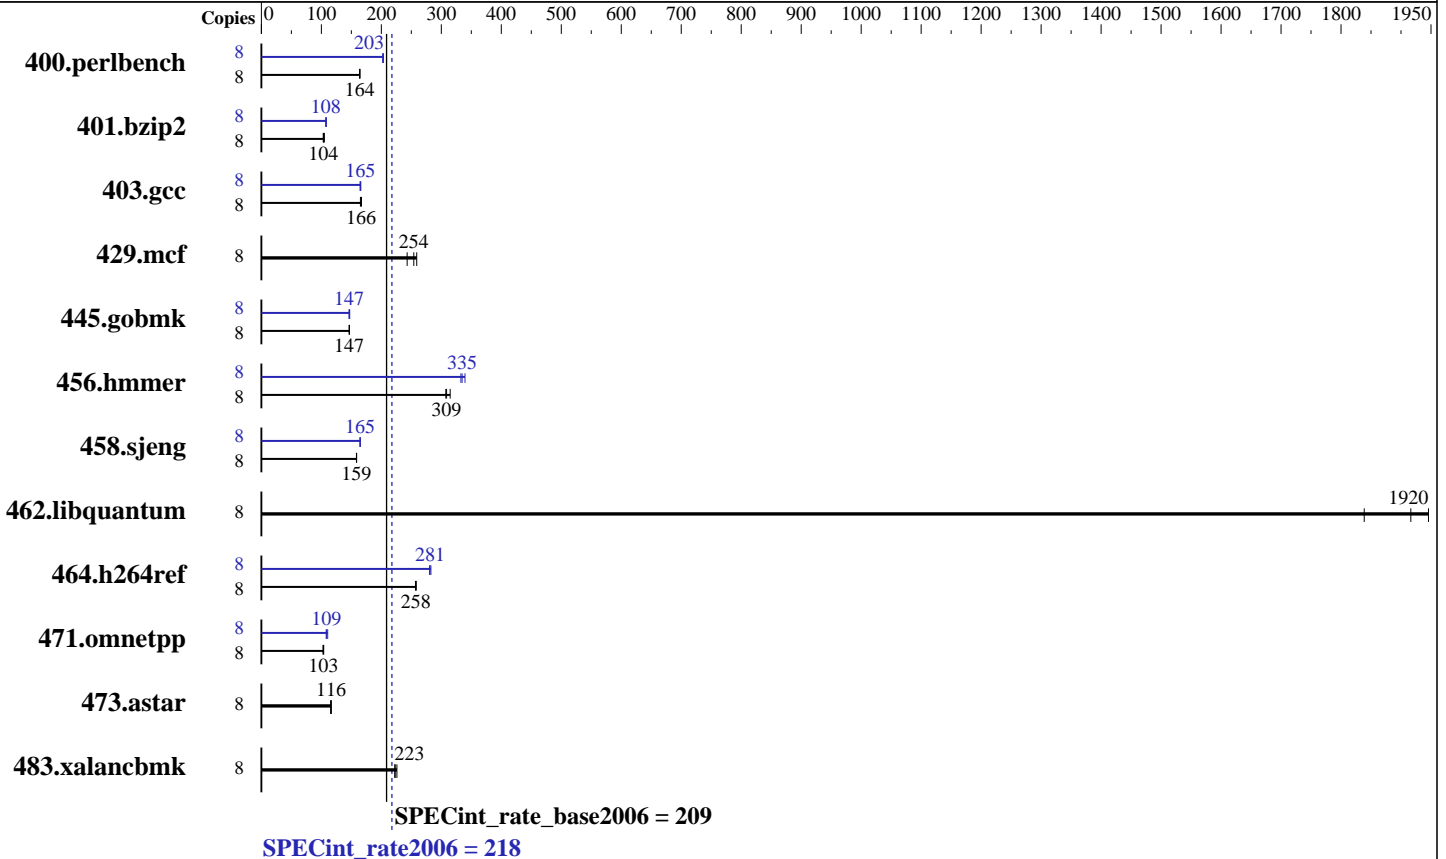 Copies 0 100 200 300 400 500 600 700 800 900 1000 1100 1200 1300 1400 1500 1600 1700 1800 1950
400.perlbench 8 203
8 164
401.bzip2 8 108
8 104
403.gcc 8 165
8 166
429.mcf 8 254
445.gobmk 8 147
8 147
456.hmmer 8 335
8 309
458.sjeng 8 165
8 159
462.libquantum 8 1920
464.h264ref 8 281
8 258
471.omnetpp 8 109
8 103
473.astar 8 116
483.xalancbmk 8 223
SPECint_rate_base2006 = 209
SPECint_rate2006 = 218